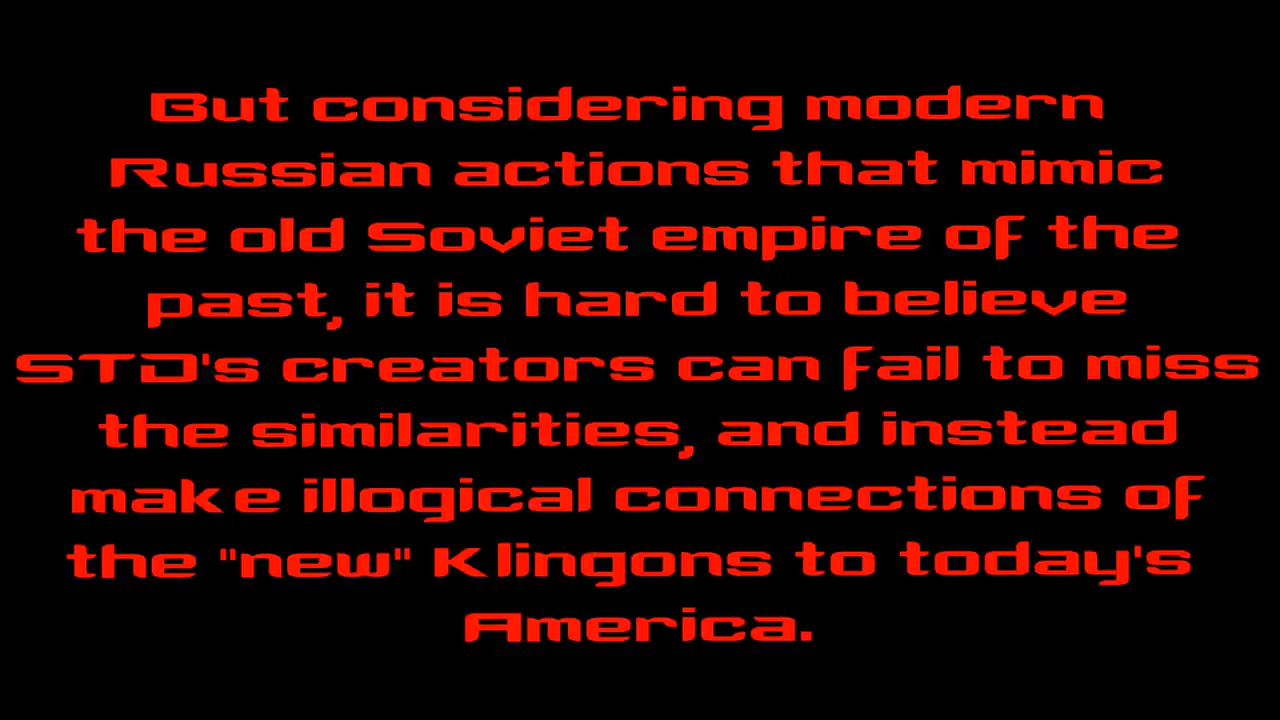 But considering modern
Russian actions that mimic
the old Soviet empire of the
past, it is hard to believe
STD's creators can fail to miss
the similarities, and instead
make illogical connections of
the "new" Klingons to today's
America.